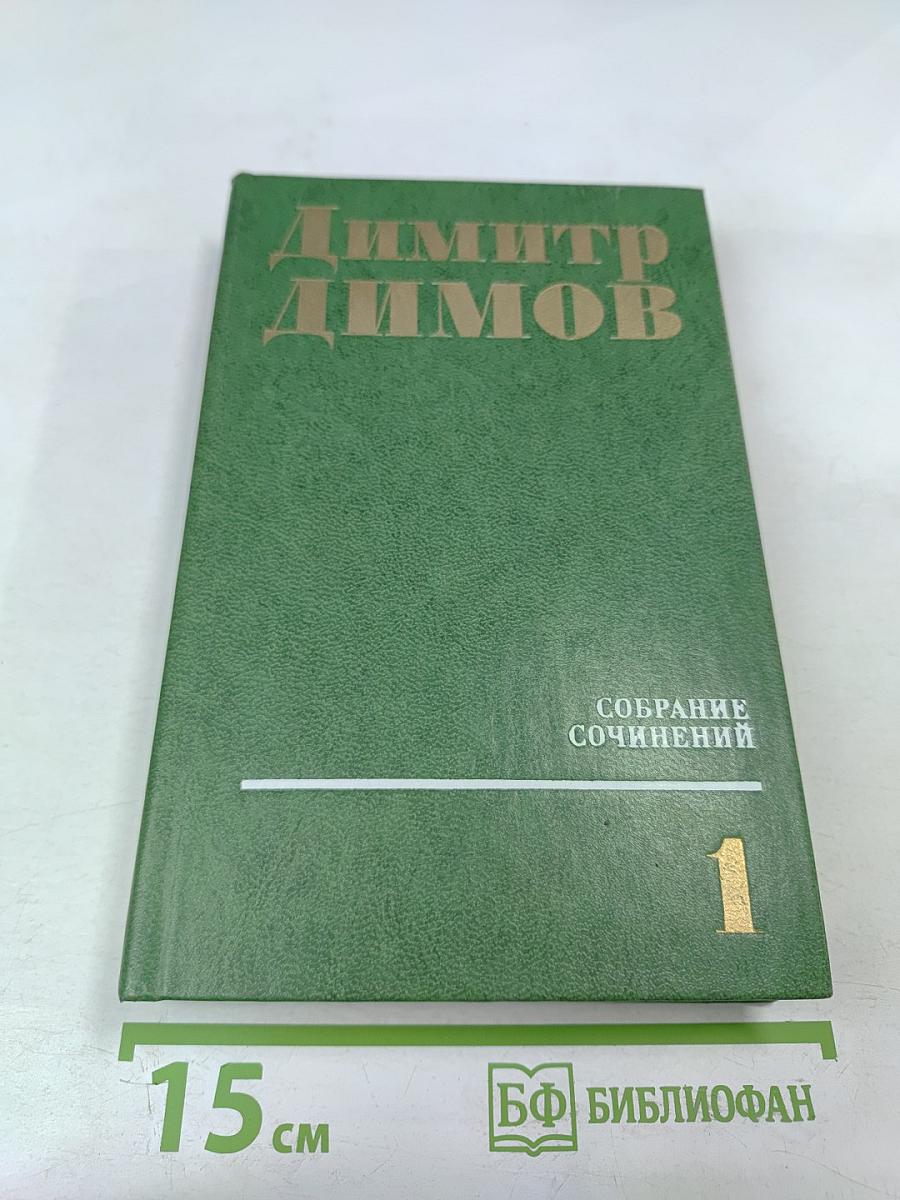 Димитр
ДИМОВ
СОБРАНИЕ
СОЧИНЕНИЙ
1
15 см
БФ БИБЛИОФАН